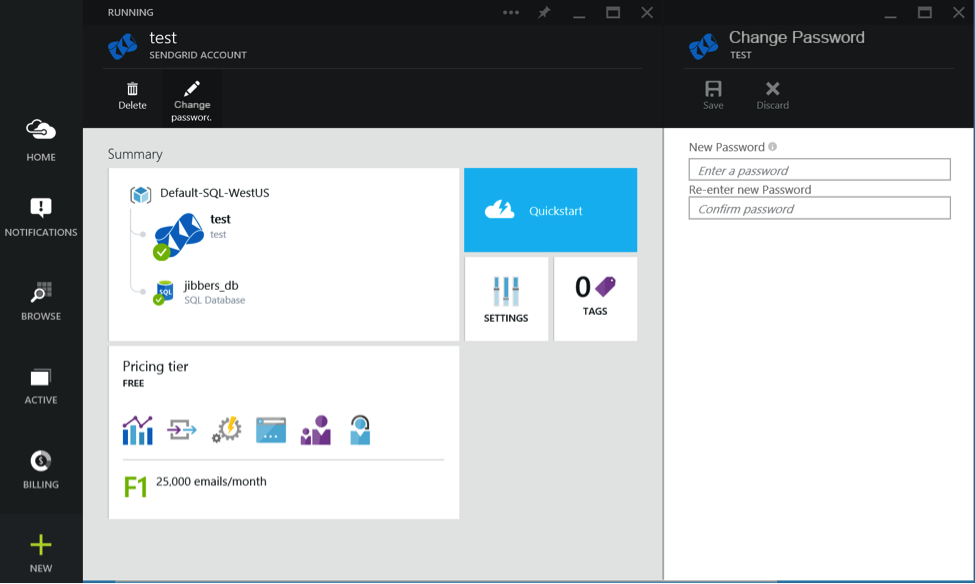 HOME
NOTIFICATIONS
BROWSE
ACTIVE
BILLING
NEW
RUNNING
test
SENDGRID ACCOUNT
Delete
Change
password
Summary
Default-SQL-WestUS
test
test
SQL
jibbers_db
SQL Database
Quickstart
SETTINGS
0
TAGS
Pricing tier
FREE
F1 25,000 emails/month
Change Password
TEST
Save
Discard
New Password
Enter a password
Re-enter new Password
Confirm password